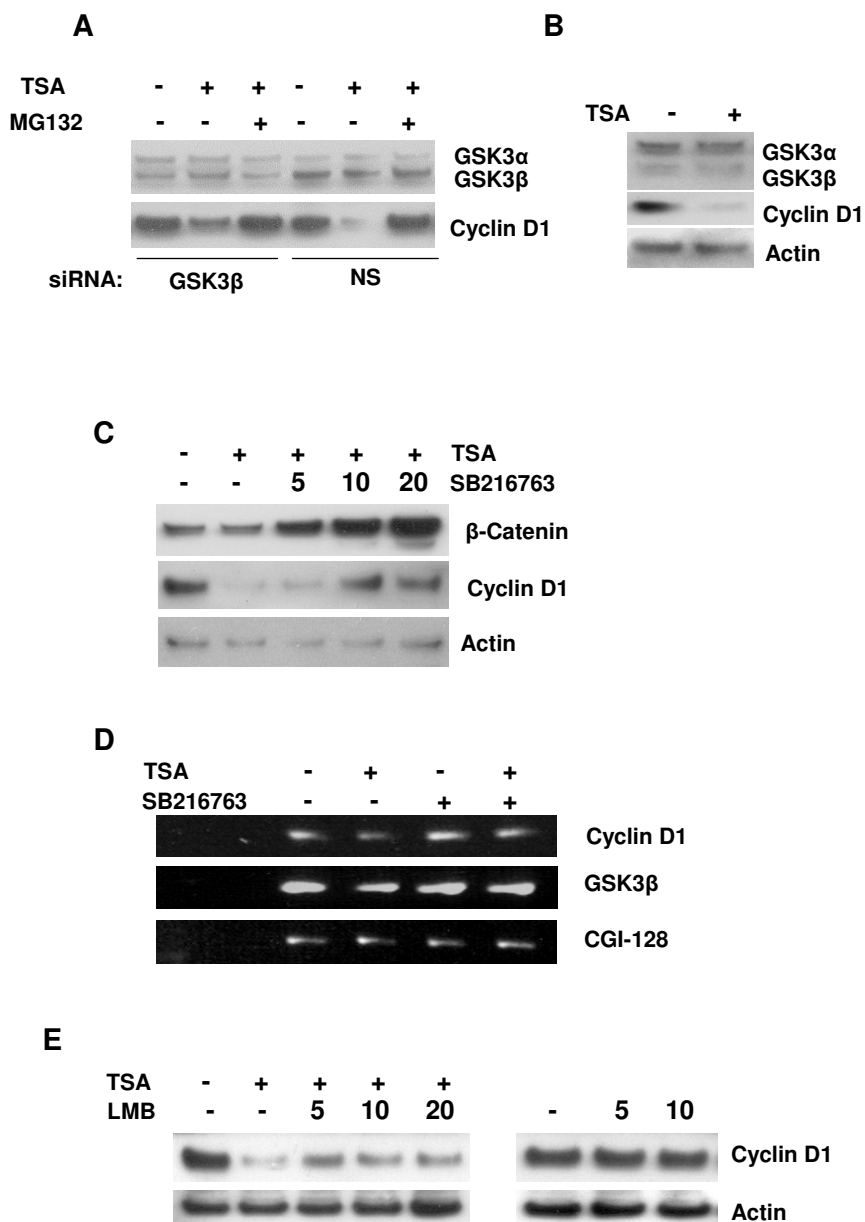 A
TSA - + + - + +
MG132 - - + - - +
GSK3α
GSK3β
Cyclin D1
siRNA: GSK3β NS
B
TSA - +
GSK3α
GSK3β
Cyclin D1
Actin
C
- + + + + TSA
- - 5 10 20 SB216763
β-Catenin
Cyclin D1
Actin
D
TSA - + - +
SB216763 - - + +
Cyclin D1
GSK3β
CGI-128
E
TSA - + + + +
LMB - - 5 10 20 - 5 10
Cyclin D1
Actin